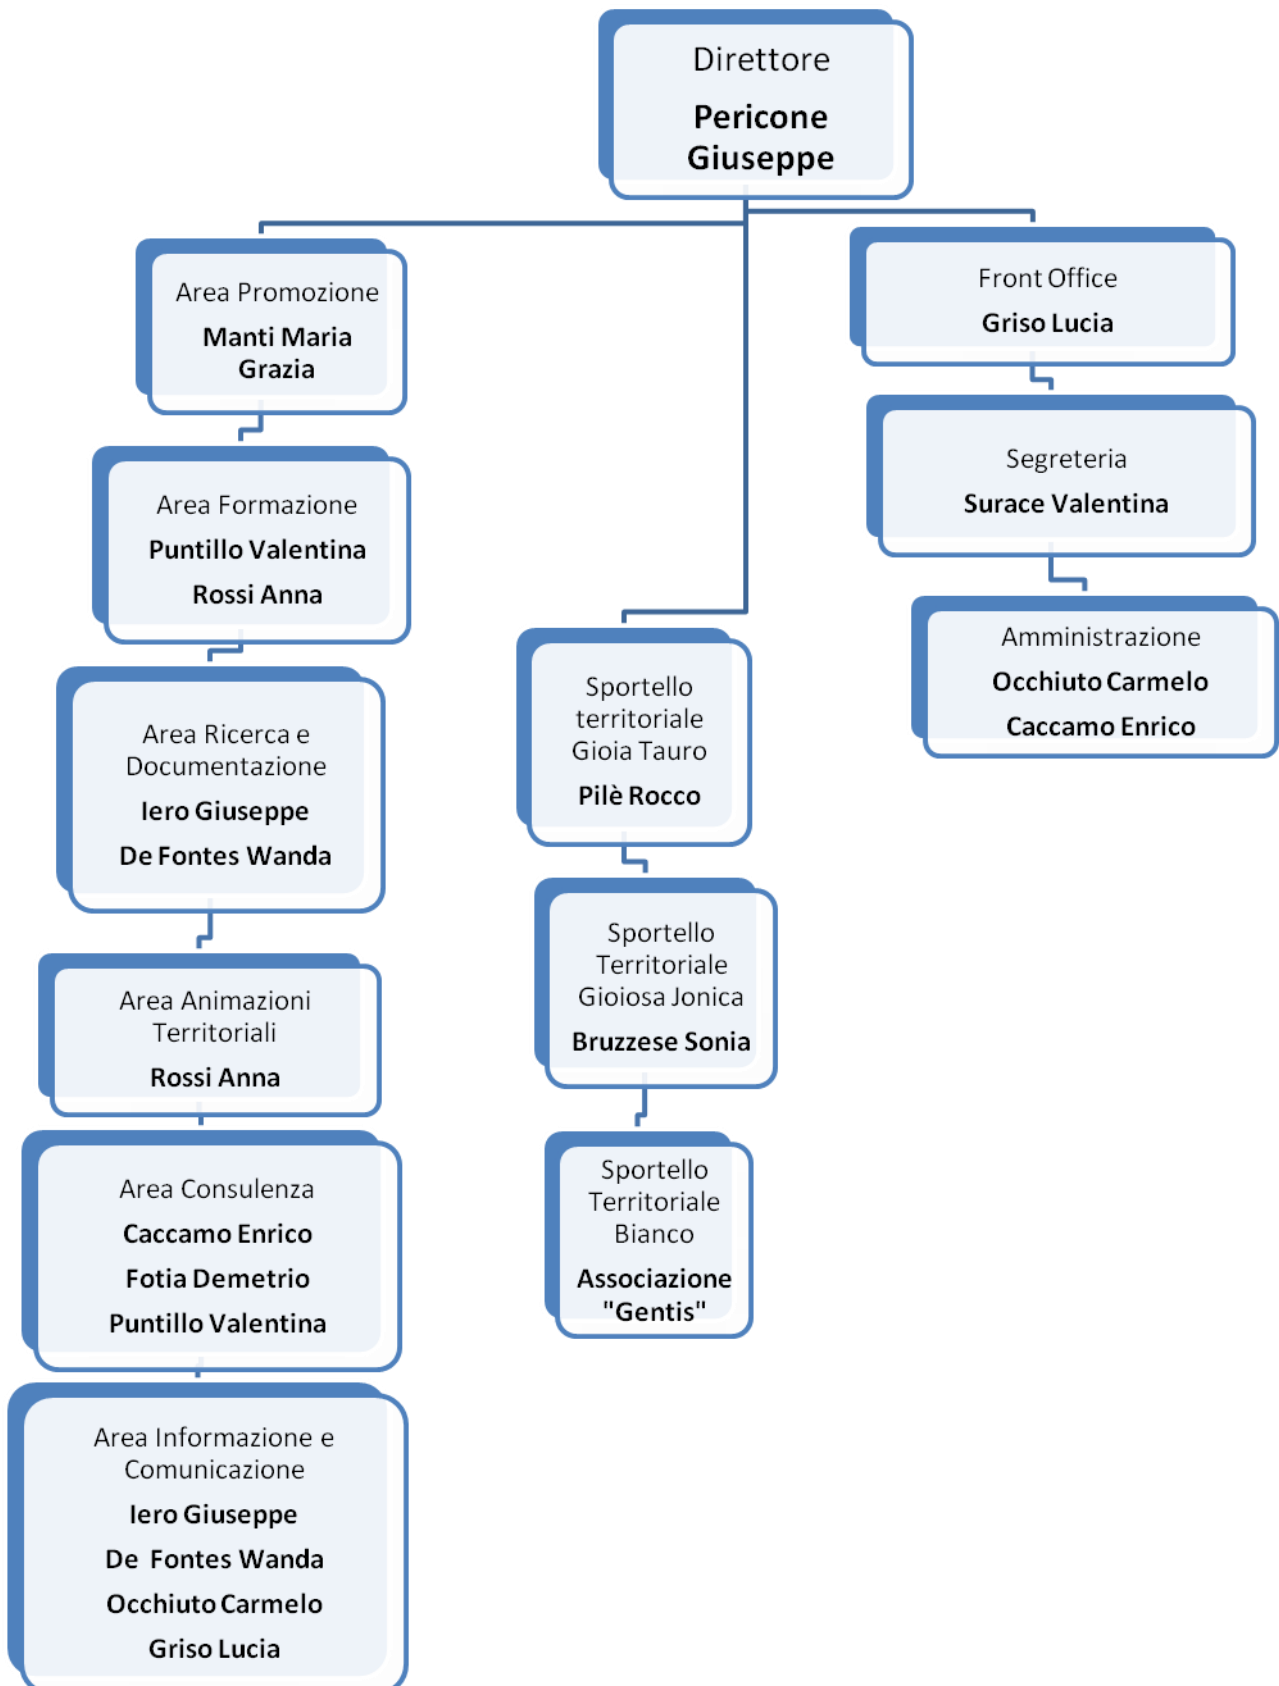 Direttore
Pericone
Giuseppe
Area Promozione
Manti Maria
Grazia
Area Formazione
Puntillo Valentina
Rossi Anna
Area Ricerca e
Documentazione
Iero Giuseppe
De Fontes Wanda
Area Animazioni
Territoriali
Rossi Anna
Area Consulenza
Caccamo Enrico
Fotia Demetrio
Puntillo Valentina
Area Informazione e
Comunicazione
Iero Giuseppe
De Fontes Wanda
Occhiuto Carmelo
Griso Lucia
Sportello
territoriale
Gioia Tauro
Pilè Rocco
Sportello
Territoriale
Gioiosa Jonica
Bruzzese Sonia
Sportello
Territoriale
Bianco
Associazione
"Gentis"
Front Office
Griso Lucia
Segreteria
Surace Valentina
Amministrazione
Occhiuto Carmelo
Caccamo Enrico